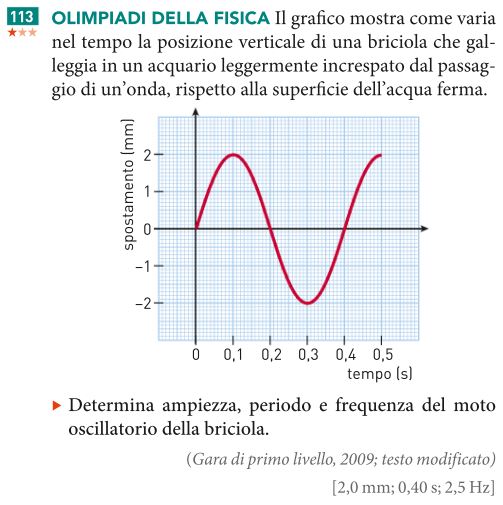 113 OLIMPIADI DELLA FISICA Il grafico mostra come varia
nel tempo la posizione verticale di una briciola che gal-
leggia in un acquario leggermente increspato dal passag-
gio di un'onda, rispetto alla superficie dell'acqua ferma.
spostamento (mm)
2
1
0
−1
−2
0 0,1 0,2 0,3 0,4 0,5
tempo (s)
Determina ampiezza, periodo e frequenza del moto
oscillatorio della briciola.
(Gara di primo livello, 2009; testo modificato)
[2,0 mm; 0,40 s; 2,5 Hz]